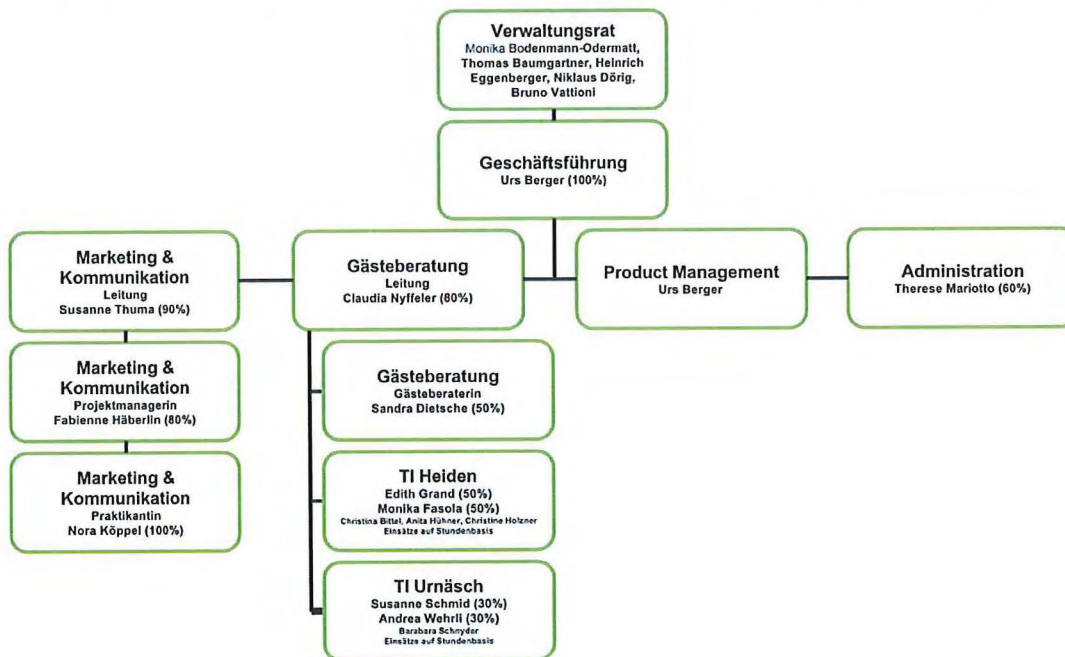 Verwaltungsrat
Monika Bodenmann-Odermatt,
Thomas Baumgartner, Heinrich
Eggenberger, Niklaus Dörig,
Bruno Vattioni
Geschäftsführung
Urs Berger (100%)
Marketing &
Kommunikation
Leitung
Susanne Thuma (90%)
Gästeberatung
Leitung
Claudia Nyffeler (80%)
Product Management
Urs Berger
Administration
Therese Mariotto (60%)
Marketing &
Kommunikation
Projektmanagerin
Fabienne Häberlin (80%)
Marketing &
Kommunikation
Praktikantin
Nora Köppel (100%)
Gästeberatung
Gästeberaterin
Sandra Dietsche (50%)
TI Heiden
Edith Grand (50%)
Monika Fasola (50%)
Christina Bittel, Anita Hühner, Christine Holzner
Einsätze auf Stundenbasis
TI Urnäsch
Susanne Schmid (30%)
Andrea Wehrli (30%)
Barabara Schnyder
Einsätze auf Stundenbasis